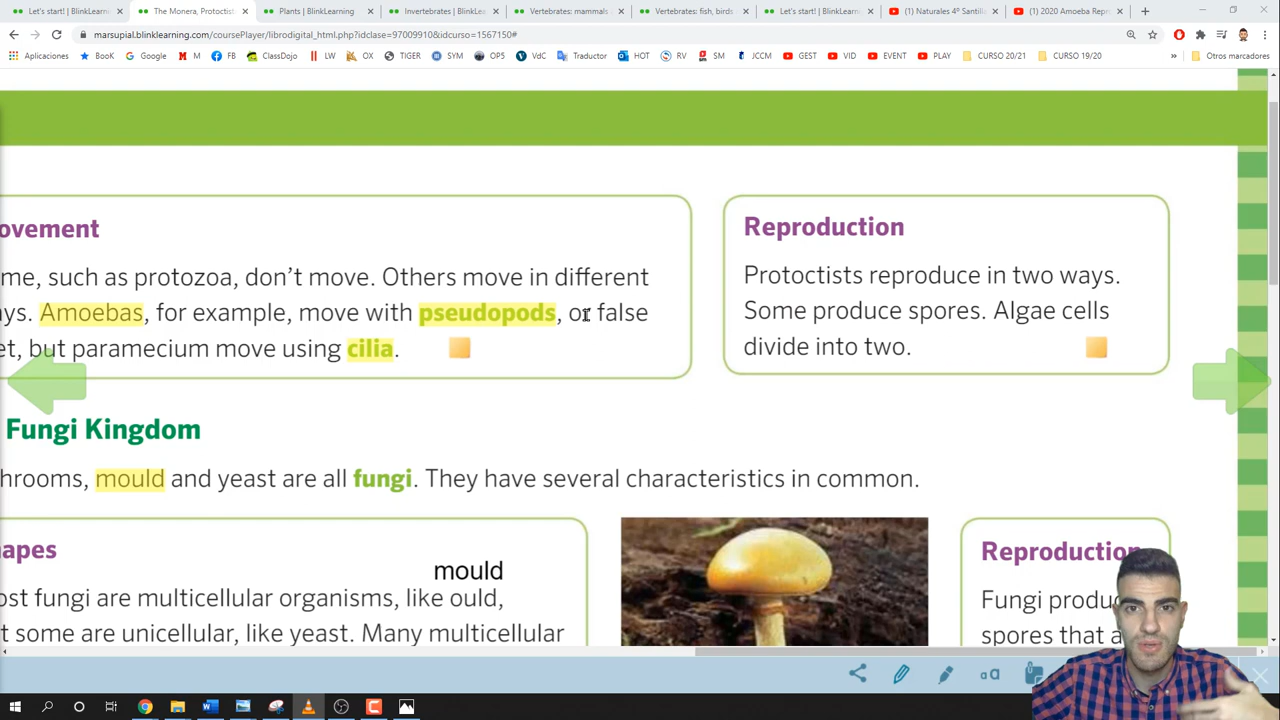 Let's start! | BlinkLearn
The Monera, Protoctis
Plants | BlinkLearning
Invertebrates | BlinkLe
Vertebrates: mammals
Vertebrates: fish, birds
Let's start! | BlinkLearn
(1) Naturales 4º Santill
(1) 2020 Amoeba Repr
marsupial.blinklearning.com/coursePlayer/librodigital_html.php?idclase=97009910&idcurso=1567150#
Aplicaciones BooK Google M FB ClassDojo LW OX TIGER SYM OPS VdC Traductor HOT RV SM JCCM GEST VID EVENT PLAY CURSO 20/21 CURSO 19/20 » Otros marcadores
ovement
me, such as protozoa, don't move. Others move in different
ays. Amoebas, for example, move with pseudopods, or false
et, but paramecium move using cilia.
Reproduction
Protoctists reproduce in two ways.
Some produce spores. Algae cells
divide into two.
Fungi Kingdom
hrooms, mould and yeast are all fungi. They have several characteristics in common.
apes
mould
ost fungi are multicellular organisms, like ould,
t some are unicellular, like yeast. Many multicellular
Reproduction
Fungi produ
spores that a
aa